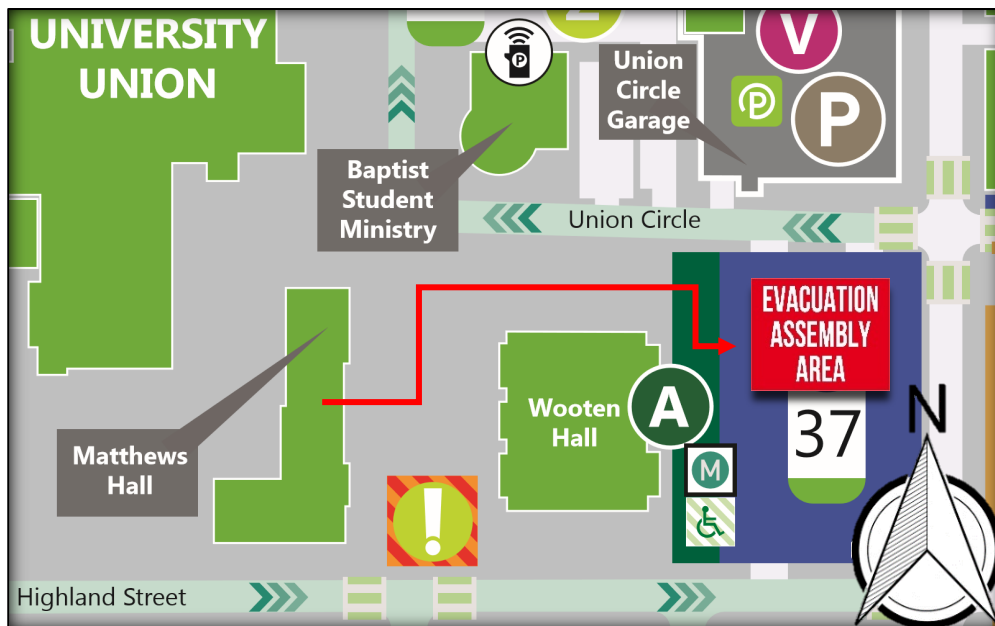 UNIVERSITY
UNION
P
Union
Circle
Garage
V
P
P
Baptist
Student
Ministry
Union Circle
EVACUATION
ASSEMBLY
AREA
Matthews
Hall
Wooten
Hall
A
37
N
M
!
Highland Street